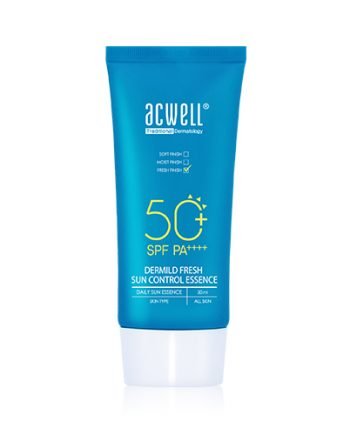 acwell®
Traditional Dermatology
SOFT FINISH
MOIST FINISH
FRESH FINISH
50+
SPF PA++++
DERMILD FRESH
SUN CONTROL ESSENCE
DAILY SUN ESSENCE
SKIN TYPE ALL SKIN